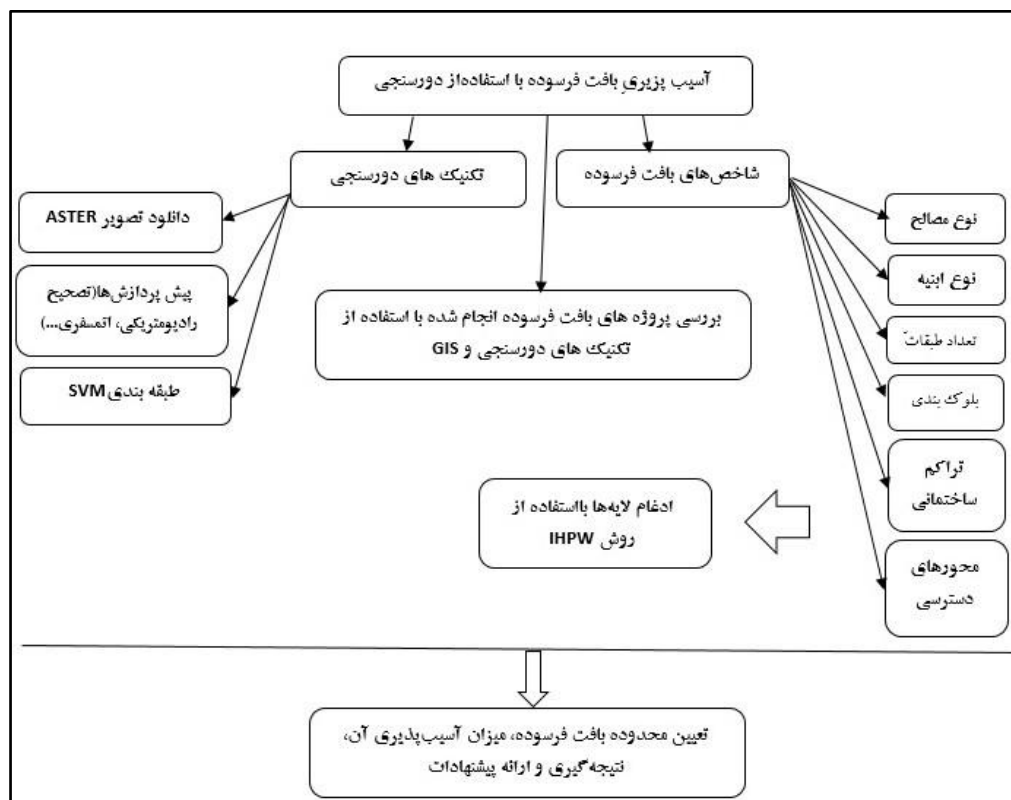 آسیب پزیریِ بافت فرسوده با استفاده‌از دورسنجی
شاخص‌های بافت فرسوده
تکنیک های دورسنجی
نوع مصالح
نوع ابنیه
تعداد طبقات
بلوک بندی
تراکم
ساختمانی
محورهای
دسترسی
دانلود تصویر ASTER
پیش پردازش‌ها(تصحیح
رادیومتریکی، اتمسفری...)
طبقه بندی SVM
بررسی پروژه های بافت فرسوده انجام شده با استفاده از
تکنیک های دورسنجی و GIS
ادغام لایه‌ها بااستفاده از
روش IHPW
تعیین محدوده بافت فرسوده، میزان آسیب‌پذیری آن،
نتیجه‌گیری و ارائه پیشنهادات